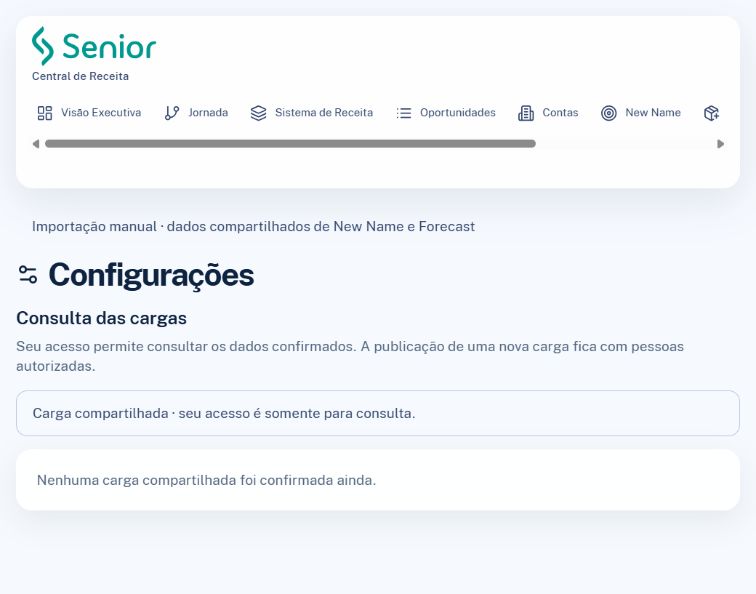 Senior
Central de Receita
Visão Executiva
Jornada
Sistema de Receita
Oportunidades
Contas
New Name
Importação manual · dados compartilhados de New Name e Forecast
Configurações
Consulta das cargas
Seu acesso permite consultar os dados confirmados. A publicação de uma nova carga fica com pessoas
autorizadas.
Carga compartilhada · seu acesso é somente para consulta.
Nenhuma carga compartilhada foi confirmada ainda.